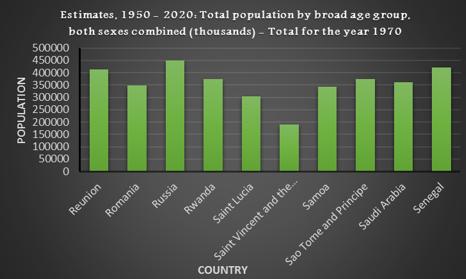 Estimates, 1950 - 2020: Total population by broad age group,
both sexes combined (thousands) - Total for the year 1970
500000
450000
400000
350000
300000
250000
200000
150000
100000
50000
0
POPULATION
Reunion
Romania
Russia
Rwanda
Saint Lucia
Saint Vincent and the...
Samoa
Sao Tome and Principe
Saudi Arabia
Senegal
COUNTRY